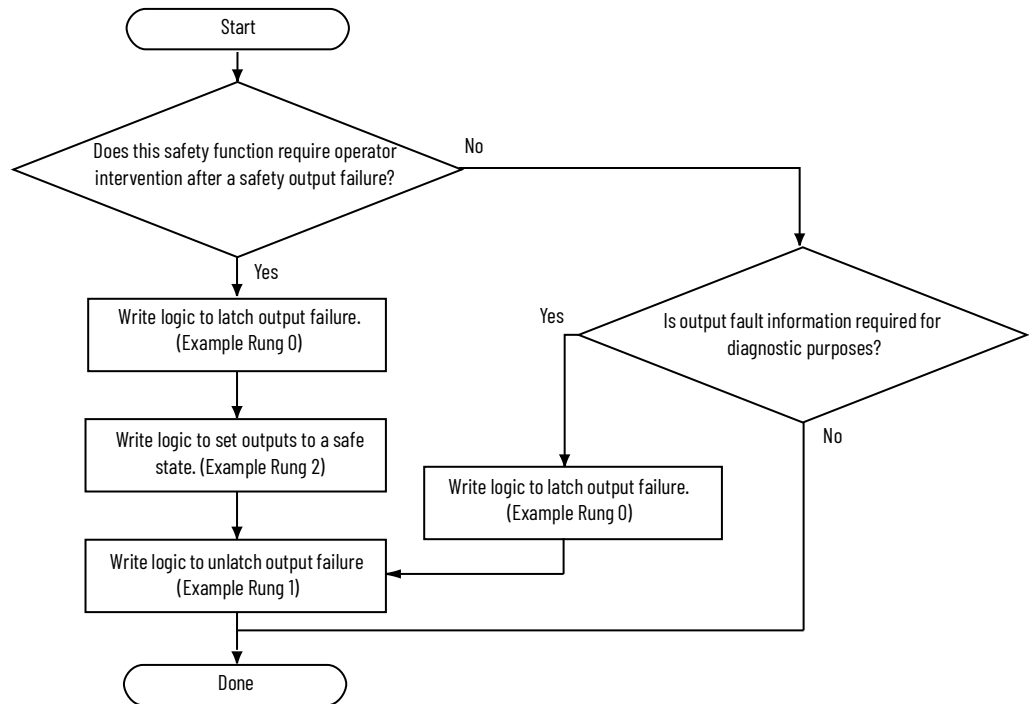 Start
Does this safety function require operator
intervention after a safety output failure?
No
Yes
Write logic to latch output failure.
(Example Rung 0)
Yes
Is output fault information required for
diagnostic purposes?
No
Write logic to set outputs to a safe
state. (Example Rung 2)
Write logic to latch output failure.
(Example Rung 0)
Write logic to unlatch output failure
(Example Rung 1)
Done